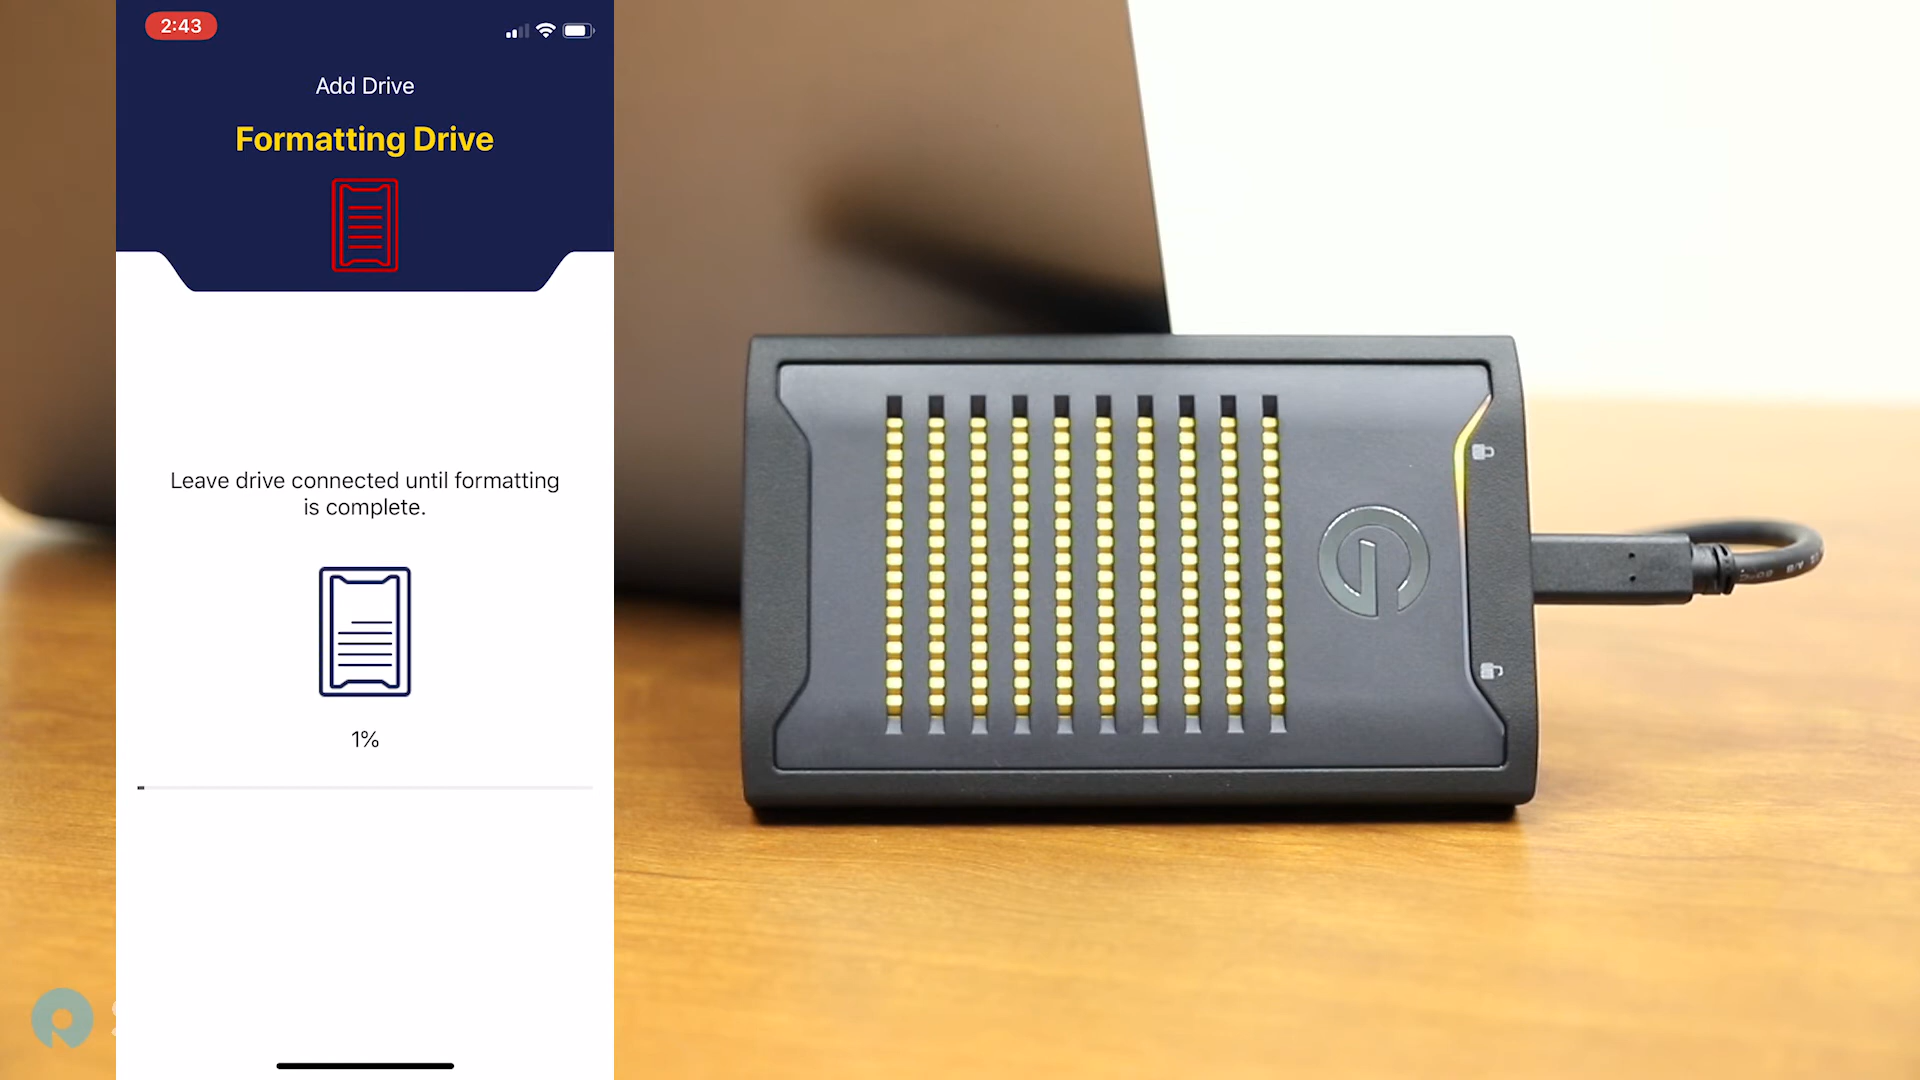 2:43
Add Drive
Formatting Drive
Leave drive connected until formatting
is complete.
1%